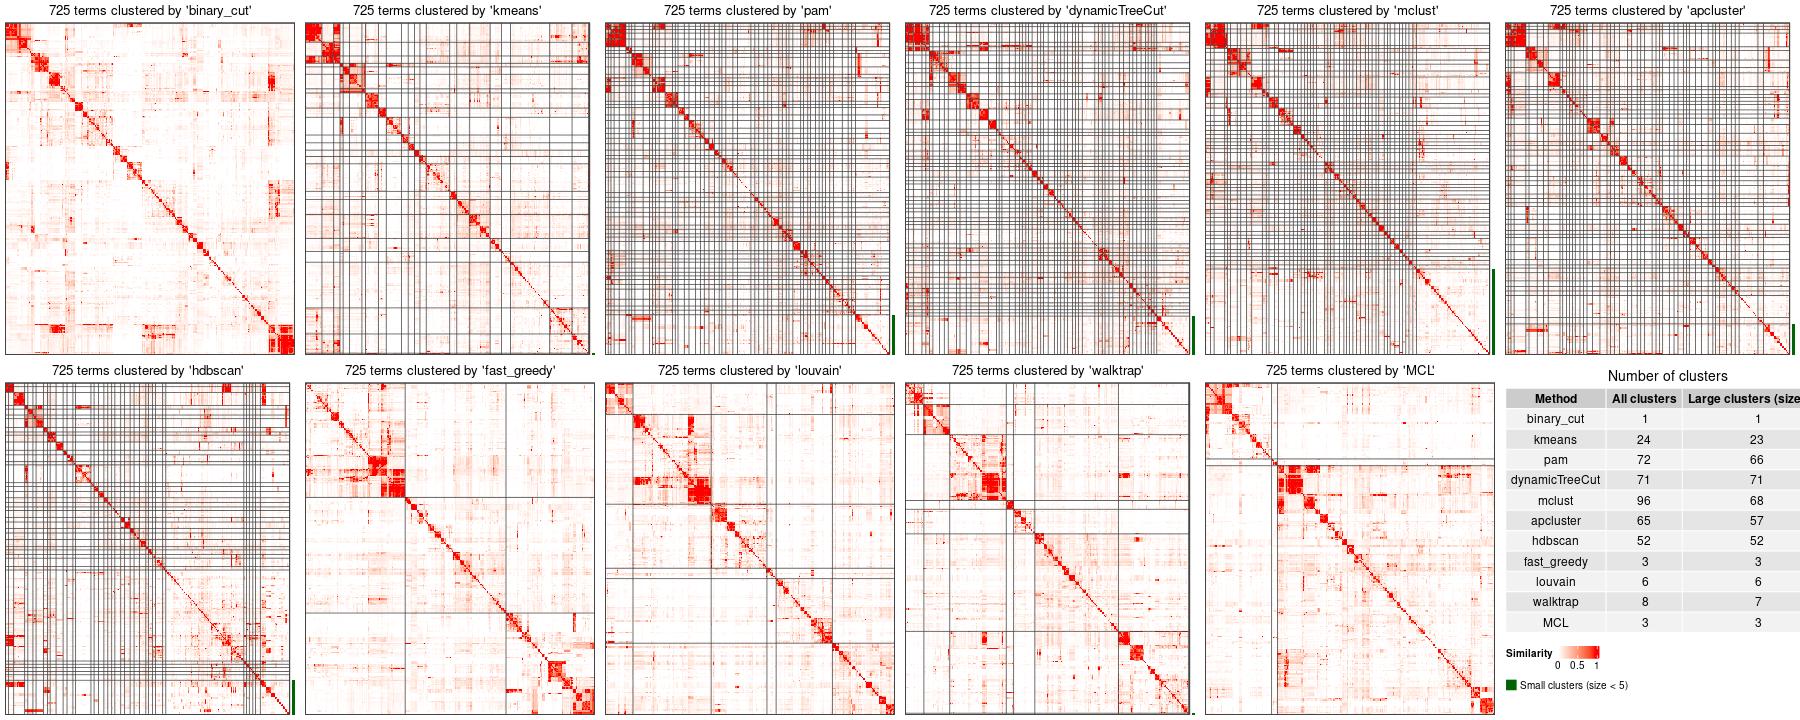 725 terms clustered by 'binary_cut'
725 terms clustered by 'kmeans'
725 terms clustered by 'pam'
725 terms clustered by 'dynamicTreeCut'
725 terms clustered by 'mclust'
725 terms clustered by 'apcluster'
725 terms clustered by 'hdbscan'
725 terms clustered by 'fast_greedy'
725 terms clustered by 'louvain'
725 terms clustered by 'walktrap'
725 terms clustered by 'MCL'
Number of clusters
Method All clusters Large clusters (size
binary_cut 1 1
kmeans 24 23
pam 72 66
dynamicTreeCut 71 71
mclust 96 68
apcluster 65 57
hdbscan 52 52
fast_greedy 3 3
louvain 6 6
walktrap 8 7
MCL 3 3
Similarity
0 0.5 1
Small clusters (size < 5)